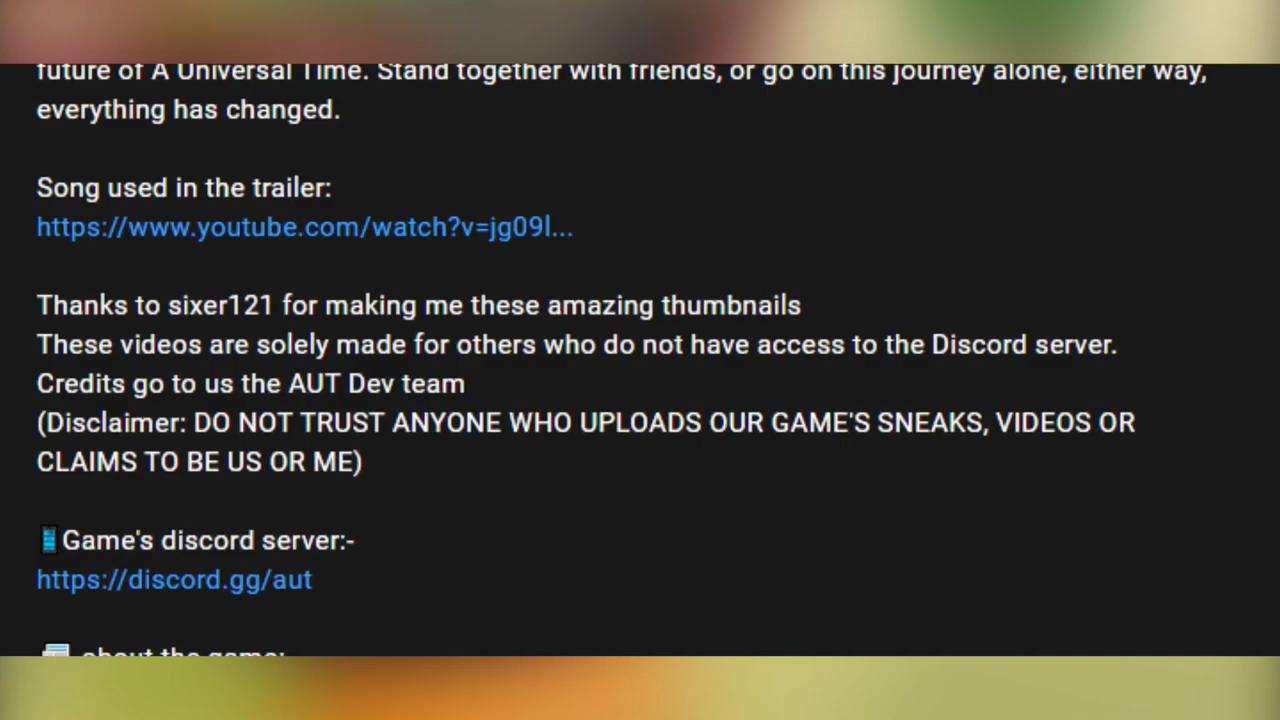 future of A Universal Time. Stand together with friends, or go on this journey alone, either way,
everything has changed.
Song used in the trailer:
https://www.youtube.com/watch?v=jg09l...
Thanks to sixer121 for making me these amazing thumbnails
These videos are solely made for others who do not have access to the Discord server.
Credits go to us the AUT Dev team
(Disclaimer: DO NOT TRUST ANYONE WHO UPLOADS OUR GAME'S SNEAKS, VIDEOS OR
CLAIMS TO BE US OR ME)
Game's discord server:-
https://discord.gg/aut
about the game:-